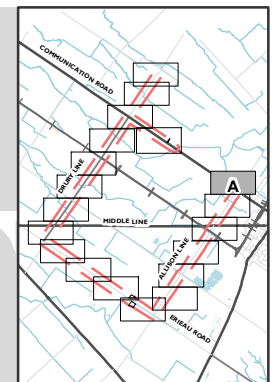 COMMUNICATION ROAD
A
DRURY LINE
MIDDLE LINE
ALLISON LINE
ERIEAU ROAD